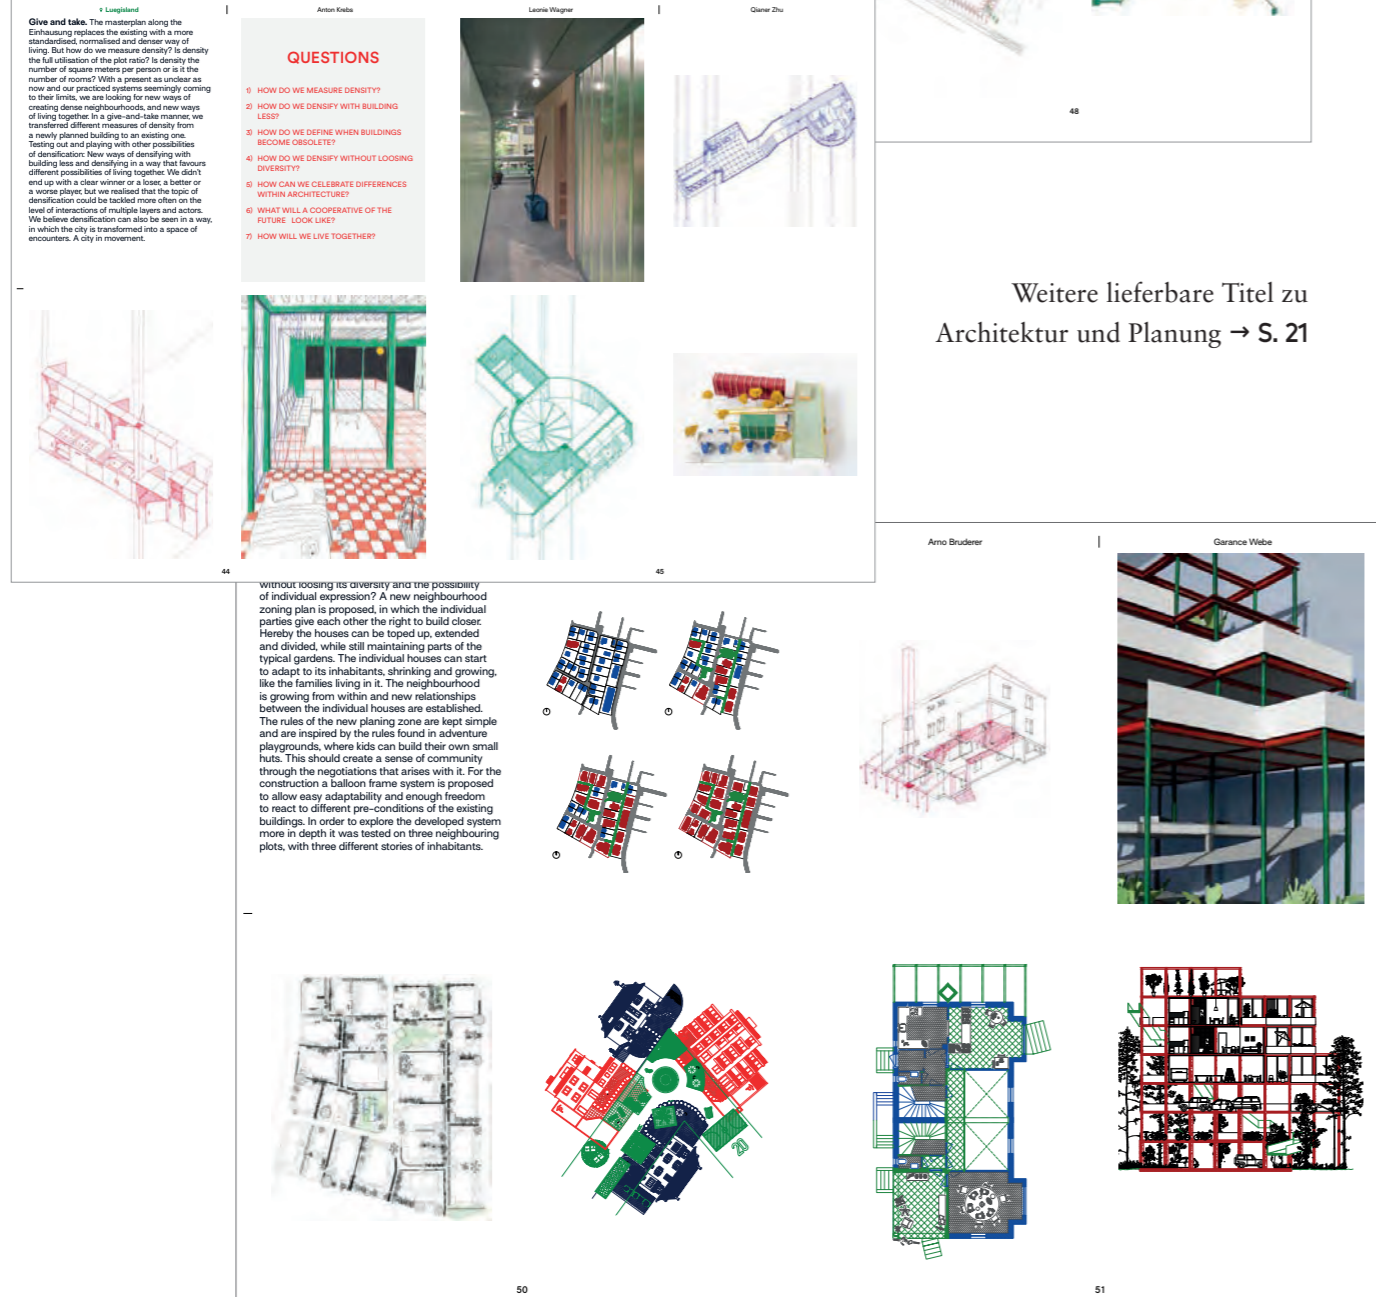 Luegisland
Give and take. The masterplan along the
Einhausung replaces the existing with a more
standardised, normalised and denser way of
living. But how do we measure density? Is density
the full utilisation of the plot ratio? Is density the
number of square meters per person or is it the
number of rooms? With a present as unclear as
now and our practiced systems seemingly coming
to their limits, we are looking for new ways of
creating dense neighbourhoods, and new ways
of living together. In a give-and-take manner, we
transferred different measures of density from
a newly planned building to an existing one.
Testing out and playing with other possibilities
of densification: New ways of densifying with
building less and densifying in a way that favours
different possibilities of living together. We didn't
end up with a clear winner or a loser, a better or
a worse player, but we realised that the topic of
densification could be tackled more often on the
level of interactions of multiple layers and actors.
We believe densification can also be seen in a way,
in which the city is transformed into a space of
encounters. A city in movement.
Anton Krebs
QUESTIONS
1) HOW DO WE MEASURE DENSITY?
2) HOW DO WE DENSIFY WITH BUILDING
LESS?
3) HOW DO WE DEFINE WHEN BUILDINGS
BECOME OBSOLETE?
4) HOW DO WE DENSIFY WITHOUT LOOSING
DIVERSITY?
5) HOW CAN WE CELEBRATE DIFFERENCES
WITHIN ARCHITECTURE?
6) WHAT WILL A COOPERATIVE OF THE
FUTURE LOOK LIKE?
7) HOW WILL WE LIVE TOGETHER?
Leonie Wagner
Qianer Zhu
44
45
48
Weitere lieferbare Titel zu
Architektur und Planung → S. 21
without loosing its diversity and the possibility
of individual expression? A new neighbourhood
zoning plan is proposed, in which the individual
parties give each other the right to build closer.
Hereby the houses can be toped up, extended
and divided, while still maintaining parts of the
typical gardens. The individual houses can start
to adapt to its inhabitants, shrinking and growing,
like the families living in it. The neighbourhood
is growing from within and new relationships
between the individual houses are established.
The rules of the new planing zone are kept simple
and are inspired by the rules found in adventure
playgrounds, where kids can build their own small
huts. This should create a sense of community
through the negotiations that arises with it. For the
construction a balloon frame system is proposed
to allow easy adaptability and enough freedom
to react to different pre-conditions of the existing
buildings. In order to explore the developed system
more in depth it was tested on three neighbouring
plots, with three different stories of inhabitants.
Arno Bruderer
Garance Webe
20
50
51